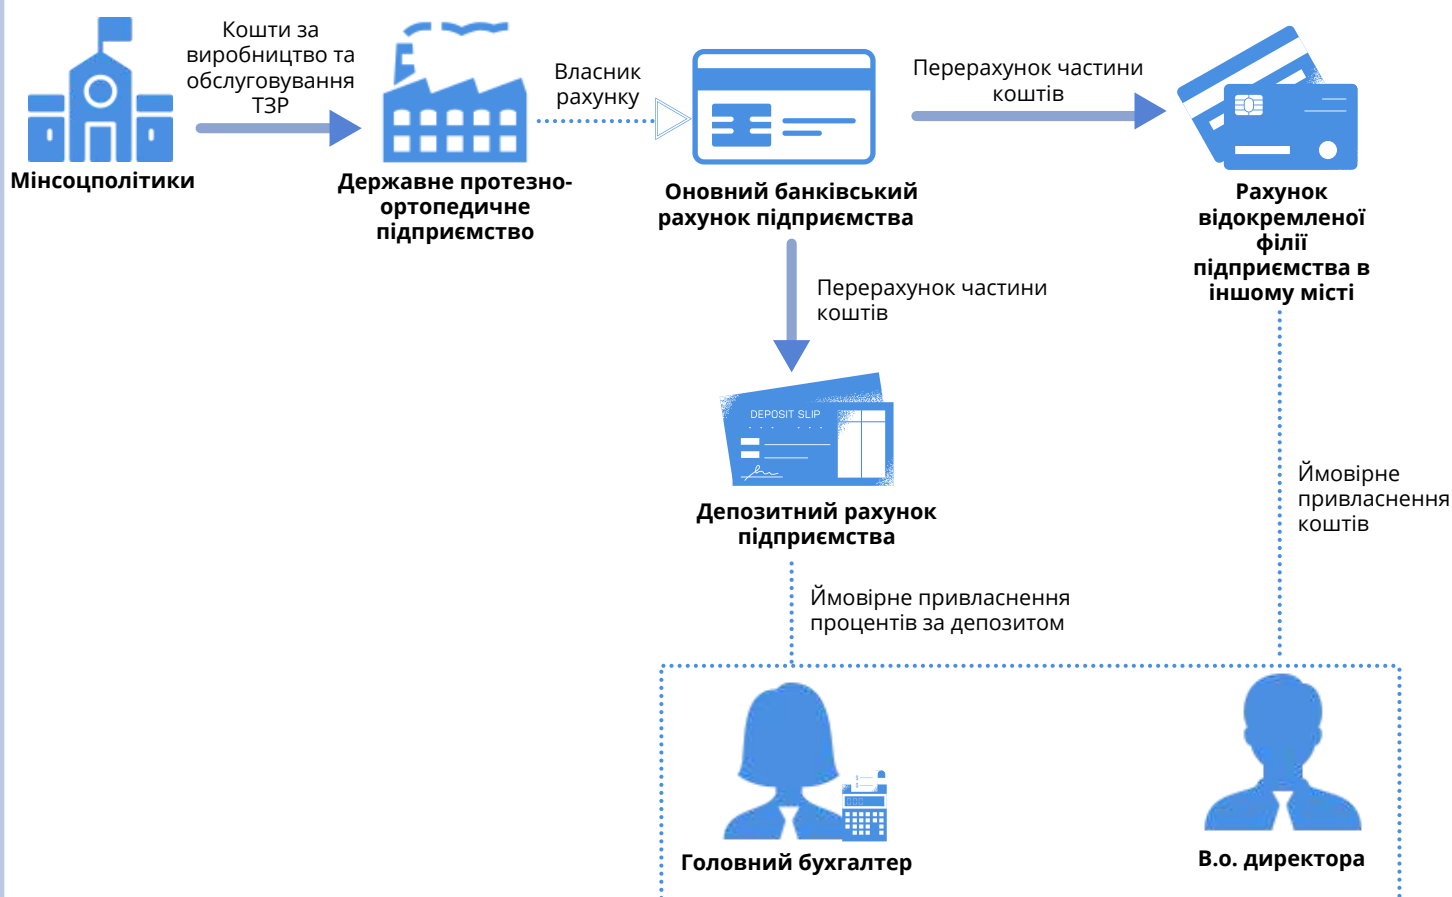 Кошти за
виробництво та
обслуговування
ТЗР
Мінсоцполітики
Державне протезно-
ортопедичне
підприємство
Власник
рахунку
Оновний банківський
рахунок підприємства
Перерахунок частини
коштів
Рахунок
відокремленої
філії
підприємства в
іншому місті
Перерахунок частини
коштів
DEPOSIT SLIP
Депозитний рахунок
підприємства
Ймовірне
привласнення
коштів
Ймовірне привласнення
процентів за депозитом
Головний бухгалтер
В.о. директора